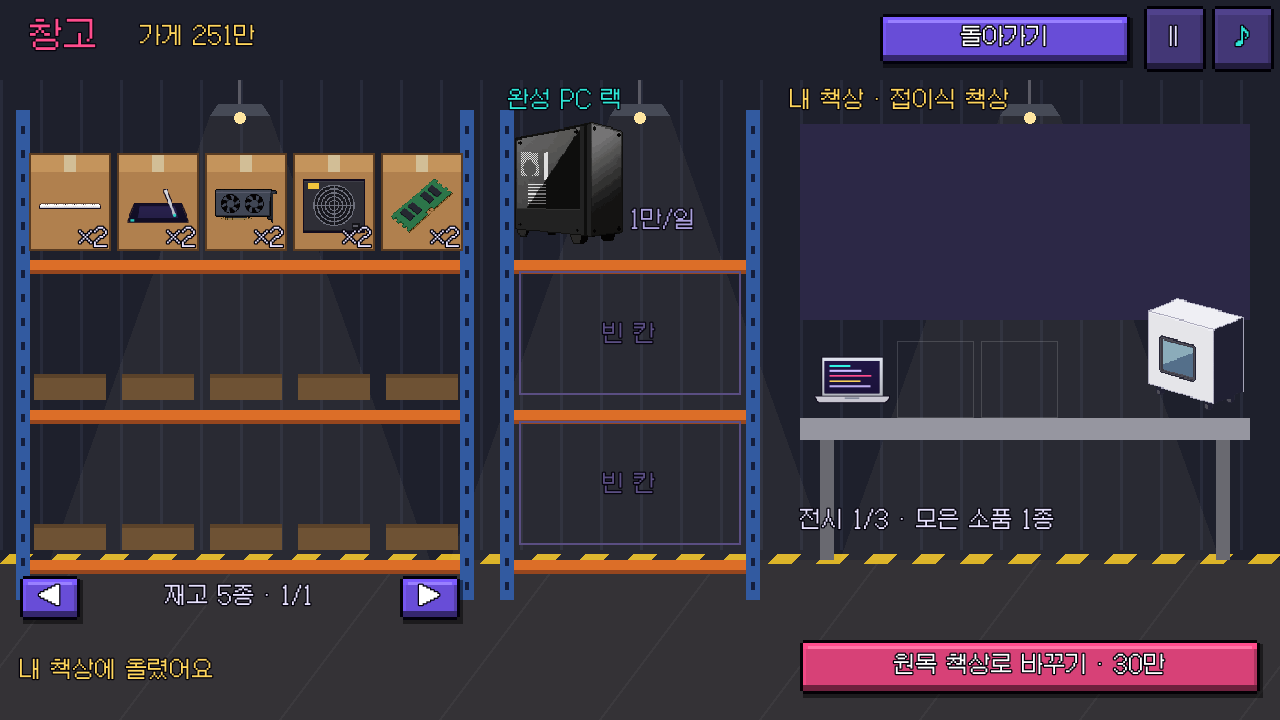 창고
가게 251만
돌아가기
완성 PC 랙
내 책상 · 접이식 책상
×2
×2
×2
×2
×2
1만/일
빈 칸
빈 칸
전시 1/3 · 모은 소품 1종
재고 5종 · 1/1
내 책상에 올렸어요
원목 책상로 바꾸기 · 30만